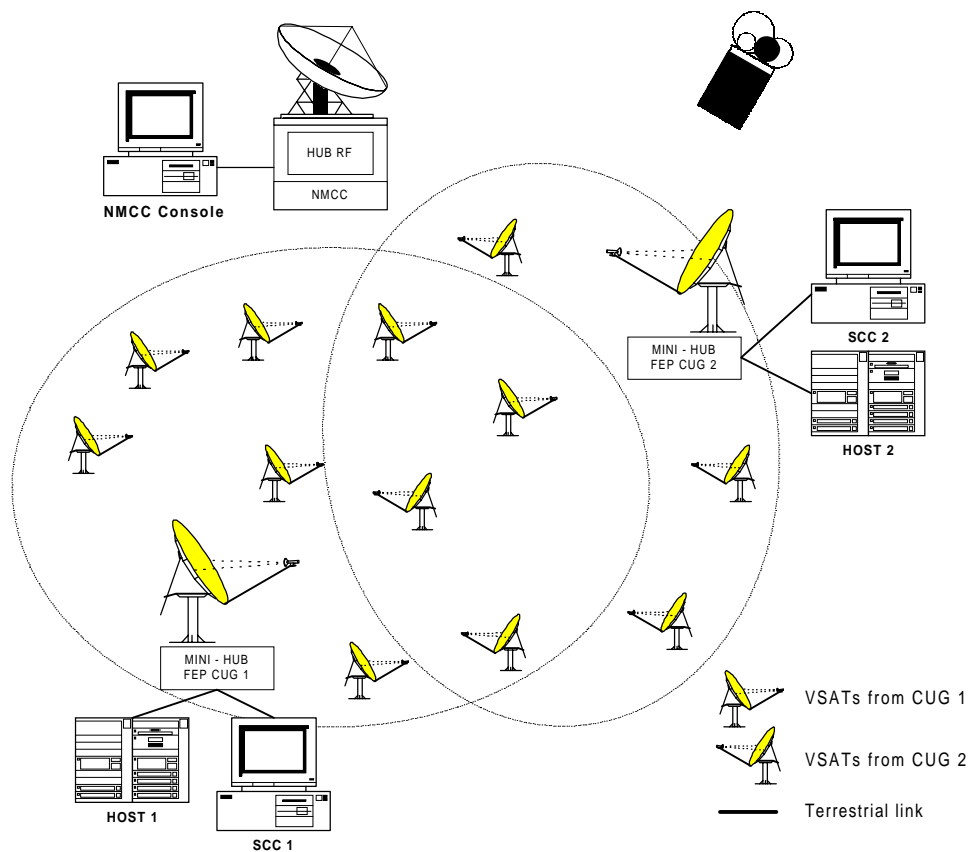 HUB RF
NMCC
NMCC Console
MINI - HUB
FEP CUG 2
SCC 2
HOST 2
MINI - HUB
FEP CUG 1
HOST 1
SCC 1
VSATs from CUG 1
VSATs from CUG 2
Terrestrial link